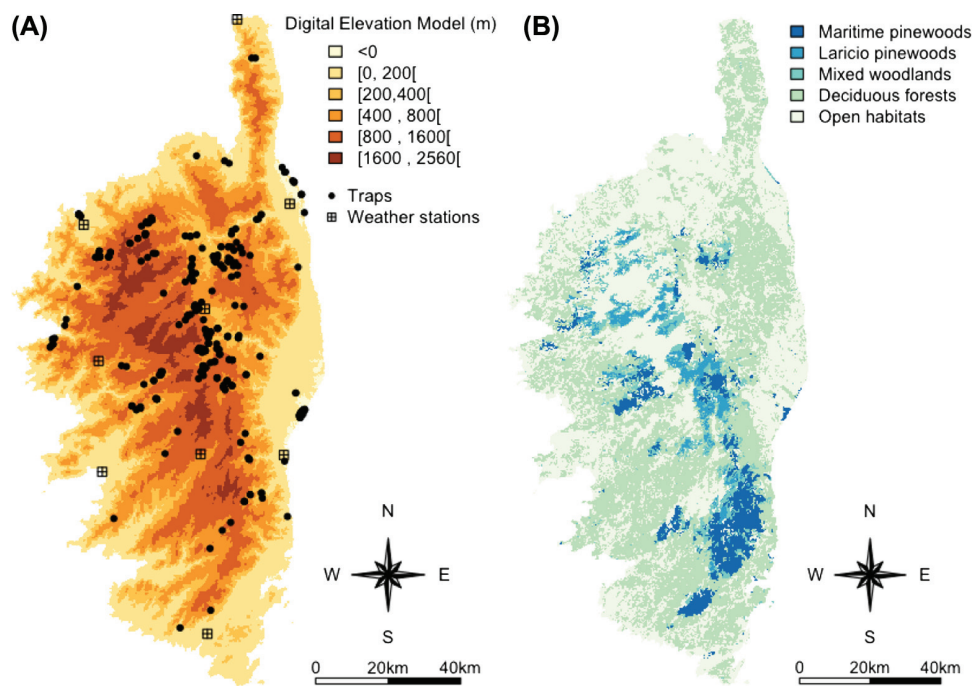 (A)
Digital Elevation Model (m)
<0
[0, 200[
[200,400[
[400 , 800[
[800 , 1600[
[1600 , 2560[
Traps
Weather stations
N
W
E
S
0
20km
40km
(B)
Maritime pinewoods
Laricio pinewoods
Mixed woodlands
Deciduous forests
Open habitats
N
W
E
S
0
20km
40km